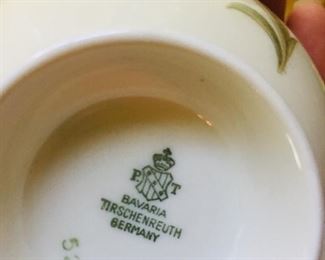 P T
BAVARIA
TIRSCHENREUTH
GERMANY